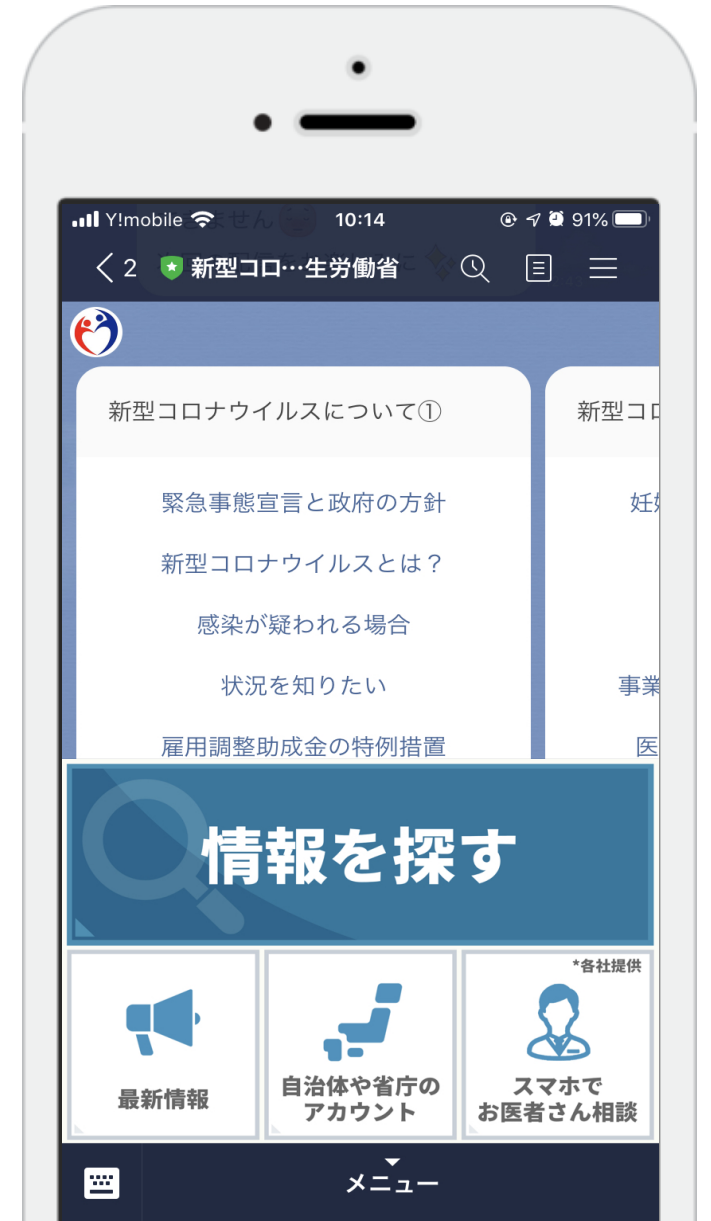 Y!mobile
10:14
91%
2
新型コロ…生労働省
新型コロナウイルスについて①
緊急事態宣言と政府の方針
新型コロナウイルスとは？
感染が疑われる場合
状況を知りたい
雇用調整助成金の特例措置
新型コロ
妊
事業
医
情報を探す
最新情報
自治体や省庁の
アカウント
*各社提供
スマホで
お医者さん相談
メニュー